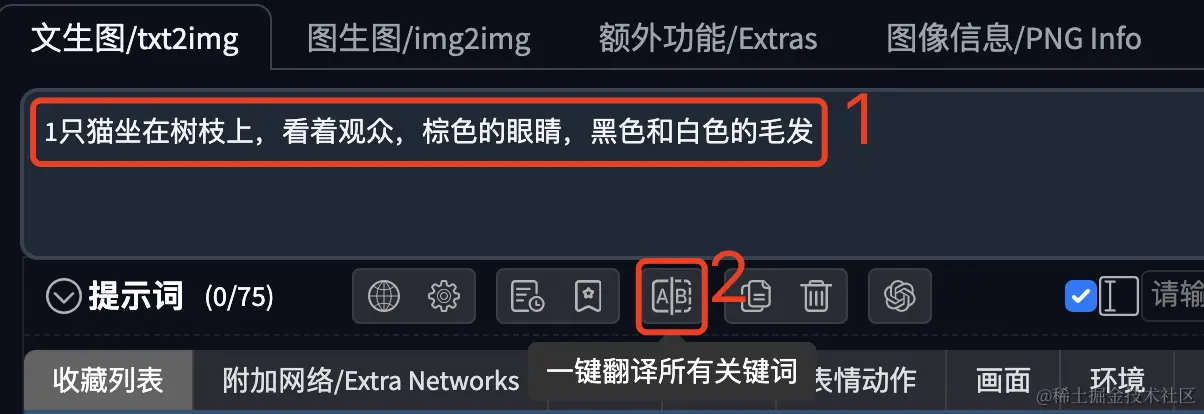 文生图/txt2img 图生图/img2img 额外功能/Extras 图像信息/PNG Info
1只猫坐在树枝上，看着观众，棕色的眼睛，黑色和白色的毛发 1
提示词 (0/75) A B 2 请输
收藏列表 附加网络/Extra Networks 一键翻译所有关键词 表情动作 画面 环境
@稀土掘金技术社区